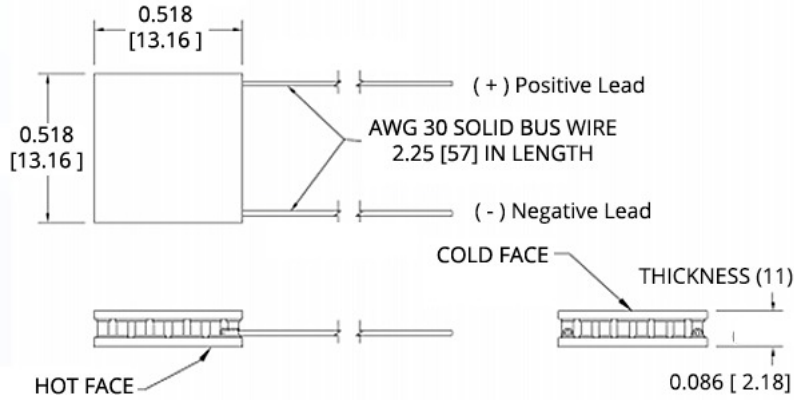 0.518
[13.16 ]
( + ) Positive Lead
0.518
[13.16 ]
AWG 30 SOLID BUS WIRE
2.25 [57] IN LENGTH
( - ) Negative Lead
COLD FACE
THICKNESS (11)
HOT FACE
0.086 [ 2.18]